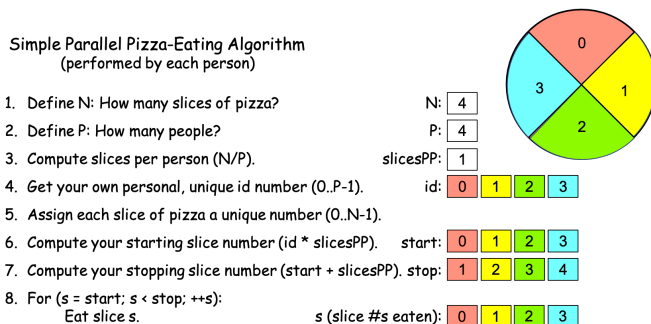 Simple Parallel Pizza-Eating Algorithm
(performed by each person)
0
3 1
2
1. Define N: How many slices of pizza? N: 4
2. Define P: How many people? P: 4
3. Compute slices per person (N/P). slicesPP: 1
4. Get your own personal, unique id number (0..P-1). id: 0 1 2 3
5. Assign each slice of pizza a unique number (0..N-1).
6. Compute your starting slice number (id * slicesPP). start: 0 1 2 3
7. Compute your stopping slice number (start + slicesPP). stop: 1 2 3 4
8. For (s = start; s < stop; ++s):
Eat slice s. s (slice #s eaten): 0 1 2 3